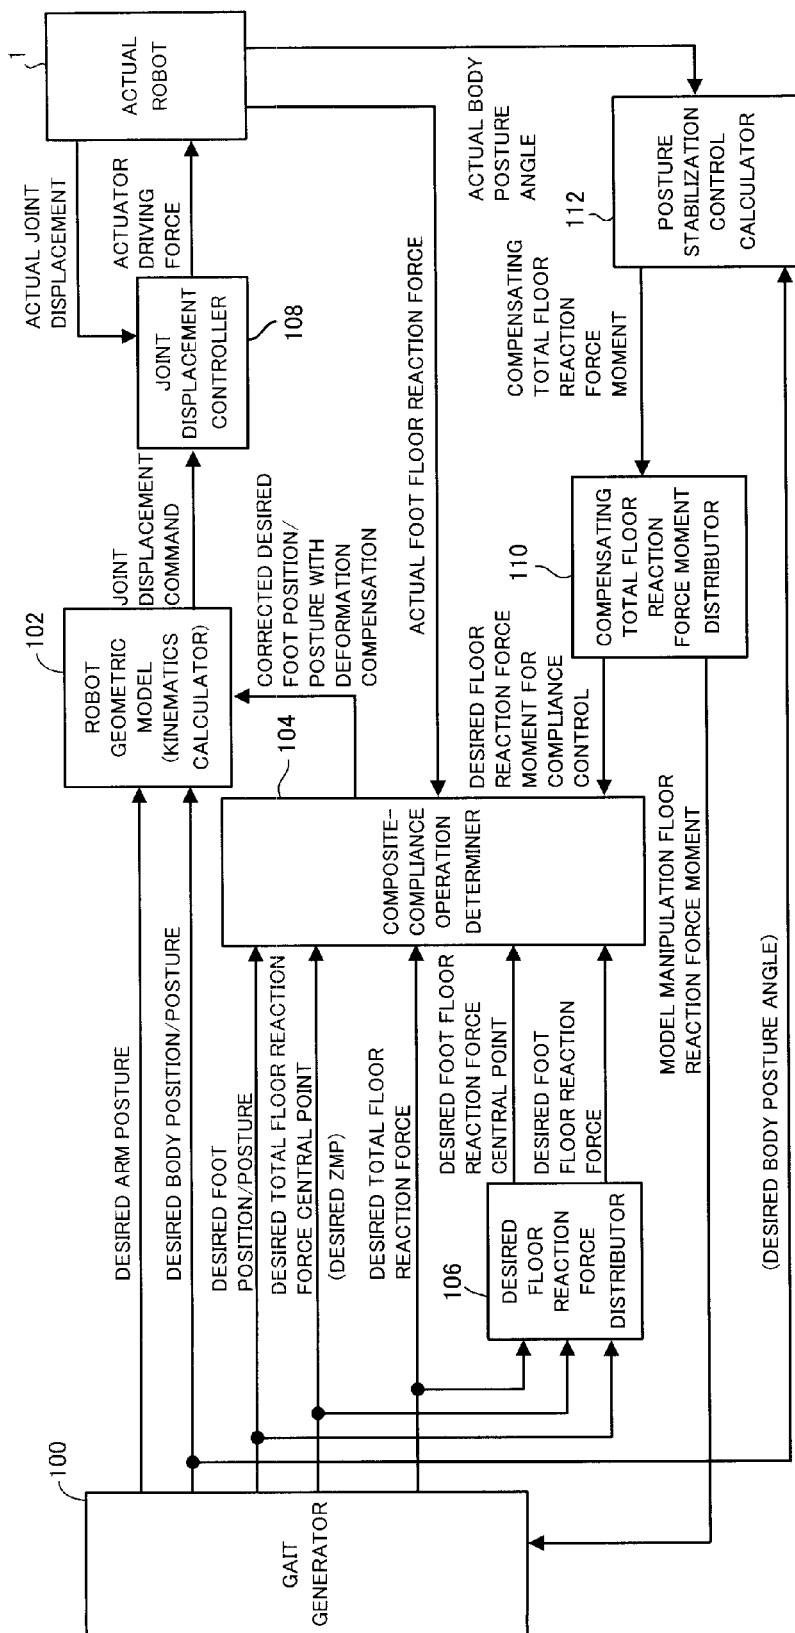 100
GAIT
GENERATOR
DESIRED ARM POSTURE
DESIRED BODY POSITION/POSTURE
DESIRED FOOT
POSITION/POSTURE
DESIRED TOTAL FLOOR REACTION
FORCE CENTRAL POINT
(DESIRED ZMP)
DESIRED TOTAL FLOOR
REACTION FORCE
106
DESIRED
FLOOR
REACTION
FORCE
DISTRIBUTOR
DESIRED FOOT FLOOR
REACTION FORCE
CENTRAL POINT
DESIRED FOOT
FLOOR REACTION
FORCE
102
ROBOT
GEOMETRIC
MODEL
(KINEMATICS
CALCULATOR)
104
COMPOSITE-
COMPLIANCE
OPERATION
DETERMINER
CORRECTED DESIRED
FOOT POSITION/
POSTURE WITH
DEFORMATION
COMPENSATION
JOINT
DISPLACEMENT
COMMAND
JOINT
DISPLACEMENT
CONTROLLER
108
ACTUAL JOINT
DISPLACEMENT
ACTUATOR
DRIVING
FORCE
1
ACTUAL
ROBOT
ACTUAL FOOT FLOOR REACTION FORCE
ACTUAL BODY
POSTURE
ANGLE
112
POSTURE
STABILIZATION
CONTROL
CALCULATOR
COMPENSATING
TOTAL FLOOR
REACTION
FORCE
MOMENT
110
COMPENSATING
TOTAL FLOOR
REACTION
FORCE MOMENT
DISTRIBUTOR
DESIRED FLOOR
REACTION FORCE
MOMENT FOR
COMPLIANCE
CONTROL
MODEL MANIPULATION FLOOR
REACTION FORCE MOMENT
(DESIRED BODY POSTURE ANGLE)